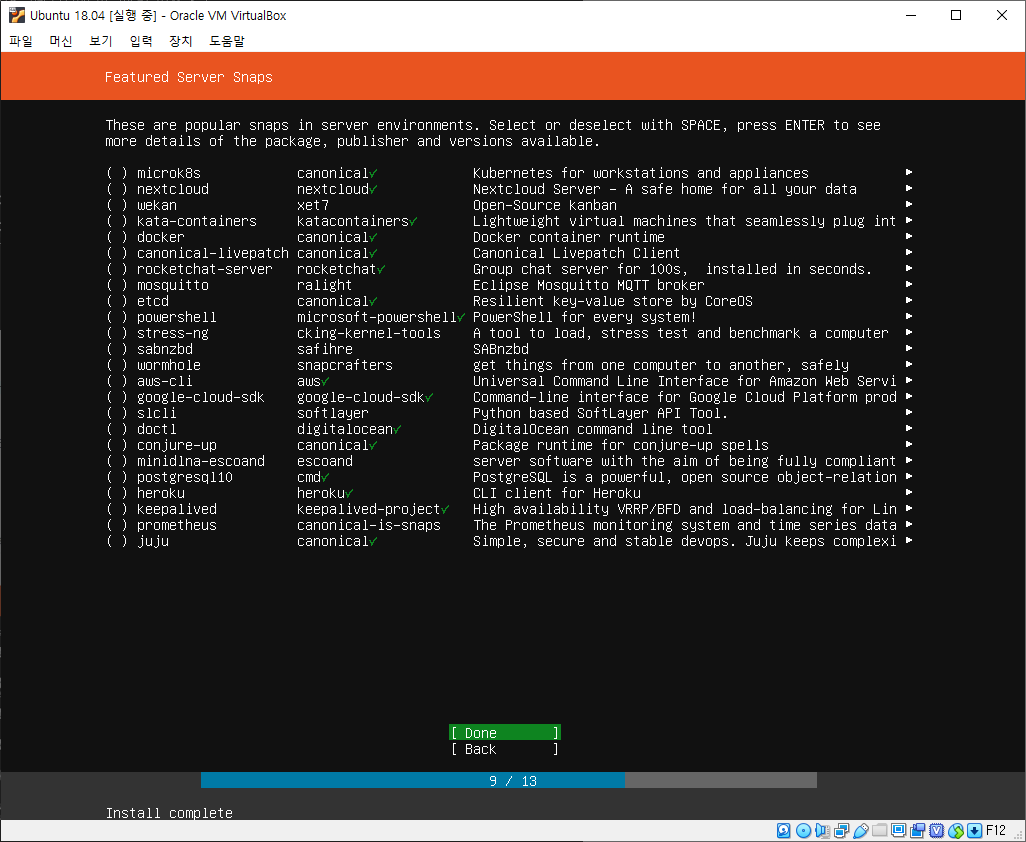 Ubuntu 18.04 [실행 중] - Oracle VM VirtualBox
파일 머신 보기 입력 장치 도움말
Featured Server Snaps
These are popular snaps in server environments. Select or deselect with SPACE, press ENTER to see
more details of the package, publisher and versions available.
( ) microk8s canonical✓ Kubernetes for workstations and appliances ▸
( ) nextcloud nextcloud✓ Nextcloud Server - A safe home for all your data ▸
( ) wekan xet7 Open-Source kanban ▸
( ) kata-containers katacontainers✓ Lightweight virtual machines that seamlessly plug int ▸
( ) docker canonical✓ Docker container runtime ▸
( ) canonical-livepatch canonical✓ Canonical Livepatch Client ▸
( ) rocketchat-server rocketchat✓ Group chat server for 100s,  installed in seconds. ▸
( ) mosquitto ralight Eclipse Mosquitto MQTT broker ▸
( ) etcd canonical✓ Resilient key-value store by CoreOS ▸
( ) powershell microsoft-powershell✓ PowerShell for every system! ▸
( ) stress-ng cking-kernel-tools A tool to load, stress test and benchmark a computer ▸
( ) sabnzbd safihre SABnzbd ▸
( ) wormhole snapcrafters get things from one computer to another, safely ▸
( ) aws-cli aws✓ Universal Command Line Interface for Amazon Web Servi ▸
( ) google-cloud-sdk google-cloud-sdk✓ Command-line interface for Google Cloud Platform prod ▸
( ) slcli softlayer Python based SoftLayer API Tool. ▸
( ) doctl digitalocean✓ DigitalOcean command line tool ▸
( ) conjure-up canonical✓ Package runtime for conjure-up spells ▸
( ) minidlna-escoand escoand server software with the aim of being fully compliant ▸
( ) postgresql10 cmd✓ PostgreSQL is a powerful, open source object-relation ▸
( ) heroku heroku✓ CLI client for Heroku ▸
( ) keepalived keepalived-project✓ High availability VRRP/BFD and load-balancing for Lin ▸
( ) prometheus canonical-is-snaps The Prometheus monitoring system and time series data ▸
( ) juju canonical✓ Simple, secure and stable devops. Juju keeps complexi ▸
[ Done ]
[ Back ]
9 / 13
Install complete
F12